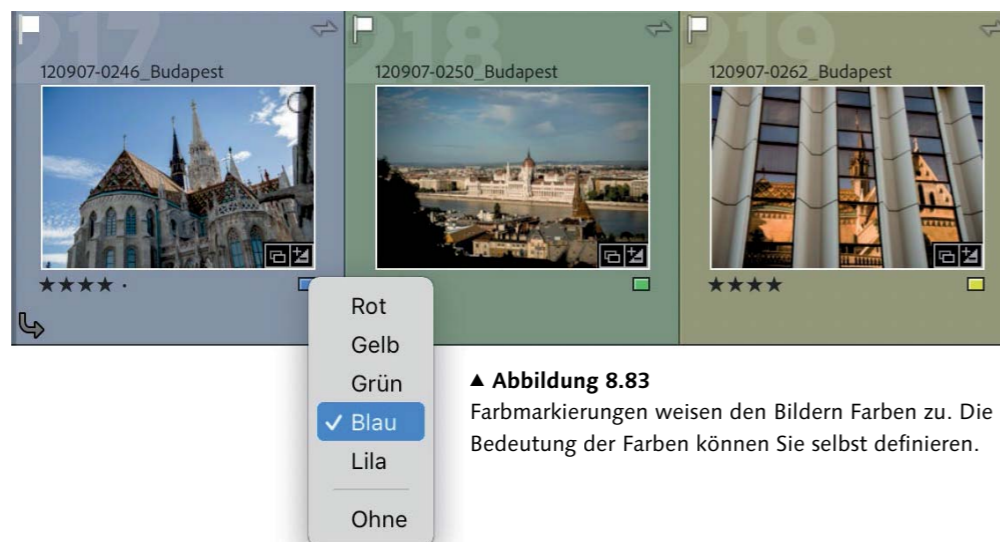 217 218 219
120907-0246_Budapest 120907-0250_Budapest 120907-0262_Budapest
★★★★ · ★★★★
Rot
Gelb
Grün
✓ Blau
Lila
Ohne
▲ Abbildung 8.83
Farbmarkierungen weisen den Bildern Farben zu. Die
Bedeutung der Farben können Sie selbst definieren.